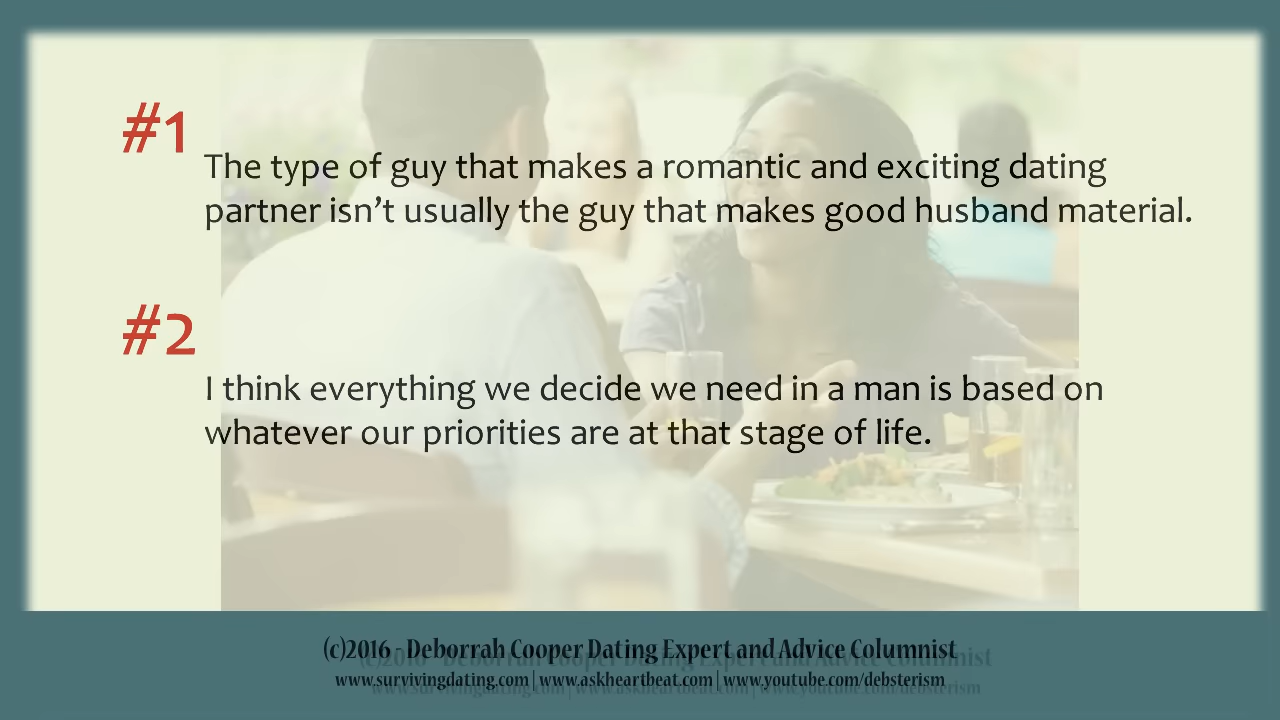 #1
The type of guy that makes a romantic and exciting dating
partner isn’t usually the guy that makes good husband material.
#2
I think everything we decide we need in a man is based on
whatever our priorities are at that stage of life.
(c)2016 - Deborrah Cooper Dating Expert and Advice Columnist
www.survivingdating.com | www.askheartbeat.com | www.youtube.com/debsterism